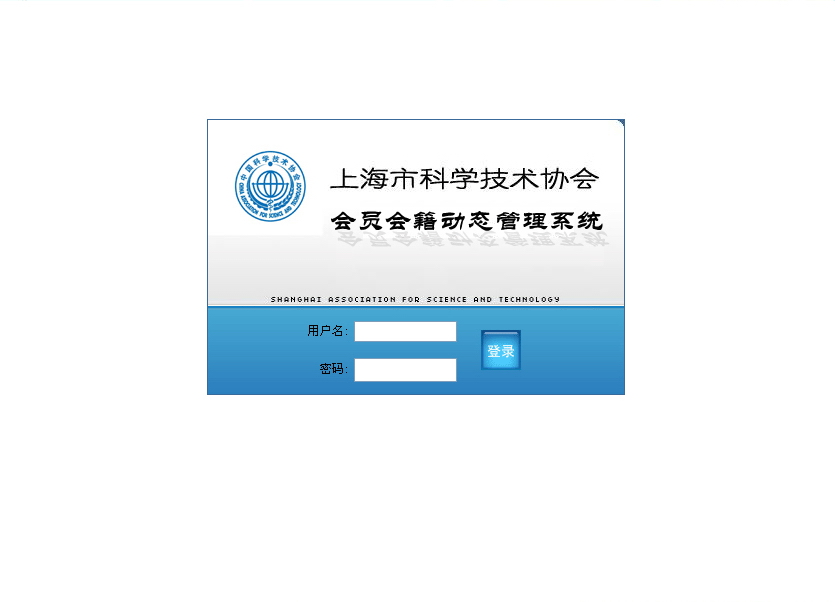 中国科学技术协会
CHINA ASSOCIATION FOR SCIENCE AND TECHNOLOGY
上海市科学技术协会
会员会籍动态管理系统
SHANGHAI ASSOCIATION FOR SCIENCE AND TECHNOLOGY
用户名:
登录
密码: